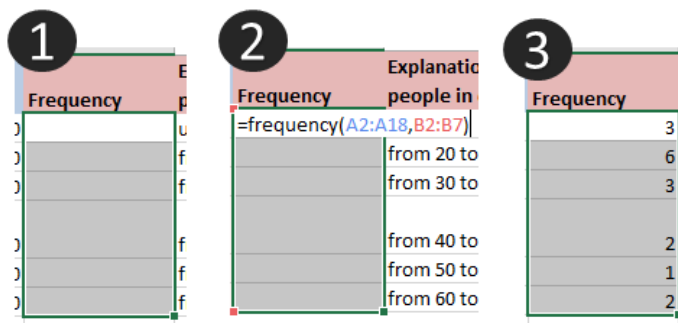 1
Frequency
2
Explanatio
Frequency
people in
=frequency(A2:A18,B2:B7)
from 20 to
from 30 to
from 40 to
from 50 to
from 60 to
3
Frequency
3
6
3
2
1
2